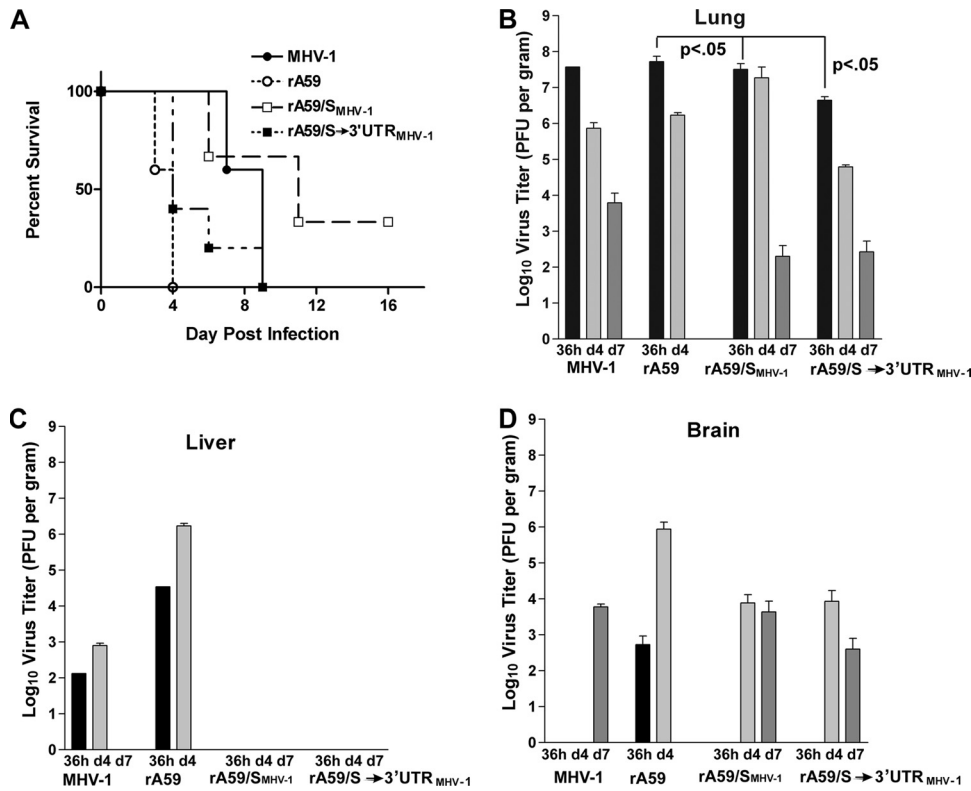 A
MHV-1
rA59
rA59/SMHV-1
rA59/S→3'UTRMHV-1
Percent Survival
100
50
0
0 4 8 12 16
Day Post Infection
B
Lung
p<.05
p<.05
Log10 Virus Titer (PFU per gram)
9
8
7
6
5
4
3
2
1
0
36h d4 d7 36h d4 36h d4 d7 36h d4 d7
MHV-1 rA59 rA59/SMHV-1 rA59/S→3'UTRMHV-1
C
Liver
Log10 Virus Titer (PFU per gram)
9
8
7
6
5
4
3
2
1
0
36h d4 d7 36h d4 36h d4 d7 36h d4 d7
MHV-1 rA59 rA59/SMHV-1 rA59/S→3'UTRMHV-1
D
Brain
Log10 Virus Titer (PFU per gram)
9
8
7
6
5
4
3
2
1
0
36h d4 d7 36h d4 36h d4 d7 36h d4 d7
MHV-1 rA59 rA59/SMHV-1 rA59/S→3'UTRMHV-1